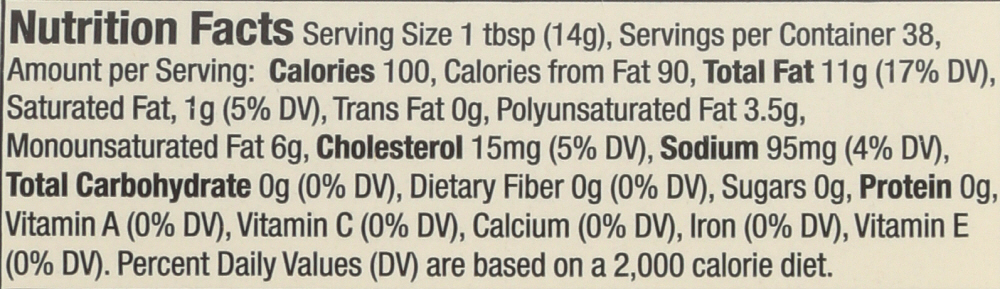 Nutrition Facts Serving Size 1 tbsp (14g), Servings per Container 38,
Amount per Serving: Calories 100, Calories from Fat 90, Total Fat 11g (17% DV),
Saturated Fat, 1g (5% DV), Trans Fat 0g, Polyunsaturated Fat 3.5g,
Monounsaturated Fat 6g, Cholesterol 15mg (5% DV), Sodium 95mg (4% DV),
Total Carbohydrate 0g (0% DV), Dietary Fiber 0g (0% DV), Sugars 0g, Protein 0g,
Vitamin A (0% DV), Vitamin C (0% DV), Calcium (0% DV), Iron (0% DV), Vitamin E
(0% DV). Percent Daily Values (DV) are based on a 2,000 calorie diet.